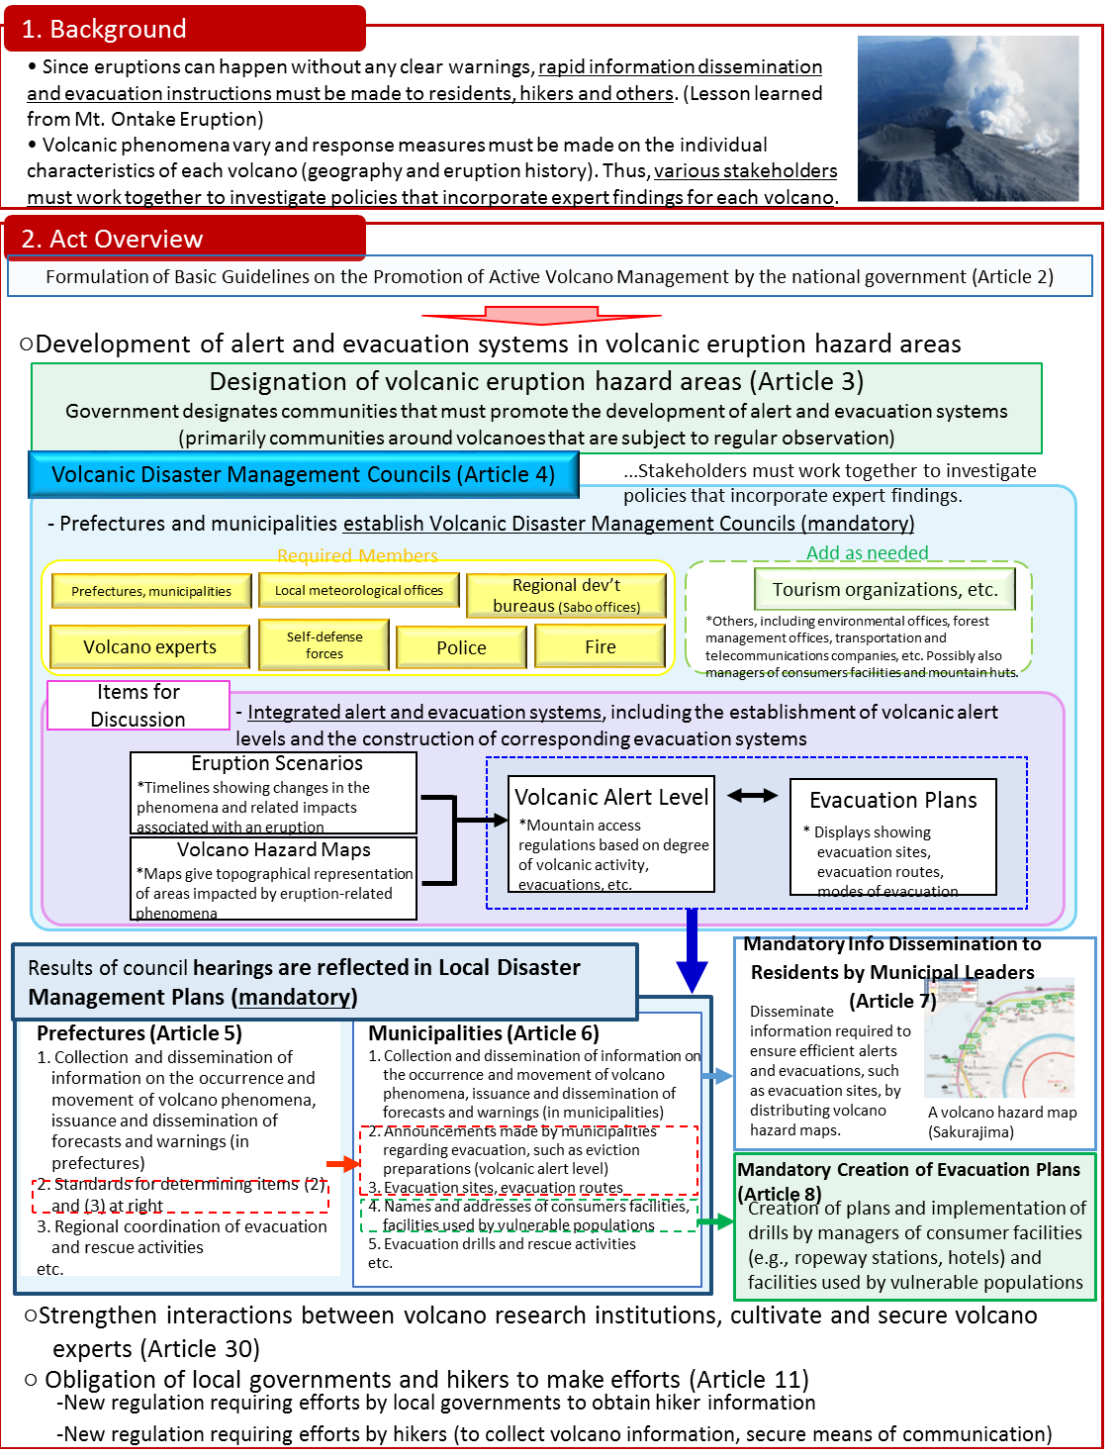 1. Background
• Since eruptions can happen without any clear warnings, rapid information dissemination
and evacuation instructions must be made to residents, hikers and others. (Lesson learned
from Mt. Ontake Eruption)
• Volcanic phenomena vary and response measures must be made on the individual
characteristics of each volcano (geography and eruption history). Thus, various stakeholders
must work together to investigate policies that incorporate expert findings for each volcano.
2. Act Overview
Formulation of Basic Guidelines on the Promotion of Active Volcano Management by the national government (Article 2)
○Development of alert and evacuation systems in volcanic eruption hazard areas
Designation of volcanic eruption hazard areas (Article 3)
Government designates communities that must promote the development of alert and evacuation systems
(primarily communities around volcanoes that are subject to regular observation)
Volcanic Disaster Management Councils (Article 4)
...Stakeholders must work together to investigate
policies that incorporate expert findings.
- Prefectures and municipalities establish Volcanic Disaster Management Councils (mandatory)
Required Members
Prefectures, municipalities
Local meteorological offices
Regional dev't
bureaus (Sabo offices)
Volcano experts
Self-defense
forces
Police
Fire
Add as needed
Tourism organizations, etc.
*Others, including environmental offices, forest
management offices, transportation and
telecommunications companies, etc. Possibly also
managers of consumers facilities and mountain huts.
Items for
Discussion
- Integrated alert and evacuation systems, including the establishment of volcanic alert
levels and the construction of corresponding evacuation systems
Eruption Scenarios
*Timelines showing changes in the
phenomena and related impacts
associated with an eruption
Volcano Hazard Maps
*Maps give topographical representation
of areas impacted by eruption-related
phenomena
Volcanic Alert Level
*Mountain access
regulations based on degree
of volcanic activity,
evacuations, etc.
Evacuation Plans
* Displays showing
evacuation sites,
evacuation routes,
modes of evacuation
Results of council hearings are reflected in Local Disaster
Management Plans (mandatory)
Prefectures (Article 5)
1. Collection and dissemination of
information on the occurrence and
movement of volcano phenomena,
issuance and dissemination of
forecasts and warnings (in
prefectures)
2. Standards for determining items (2)
and (3) at right
3. Regional coordination of evacuation
and rescue activities
etc.
Municipalities (Article 6)
1. Collection and dissemination of information on
the occurrence and movement of volcano
phenomena, issuance and dissemination of
forecasts and warnings (in municipalities)
2. Announcements made by municipalities
regarding evacuation, such as eviction
preparations (volcanic alert level)
3. Evacuation sites, evacuation routes
4. Names and addresses of consumers facilities,
facilities used by vulnerable populations
5. Evacuation drills and rescue activities
etc.
Mandatory Info Dissemination to
Residents by Municipal Leaders
(Article 7)
Disseminate
information required to
ensure efficient alerts
and evacuations, such
as evacuation sites, by
distributing volcano
hazard maps.
A volcano hazard map
(Sakurajima)
Mandatory Creation of Evacuation Plans
(Article 8)
Creation of plans and implementation of
drills by managers of consumer facilities
(e.g., ropeway stations, hotels) and
facilities used by vulnerable populations
○Strengthen interactions between volcano research institutions, cultivate and secure volcano
experts (Article 30)
○ Obligation of local governments and hikers to make efforts (Article 11)
-New regulation requiring efforts by local governments to obtain hiker information
-New regulation requiring efforts by hikers (to collect volcano information, secure means of communication)